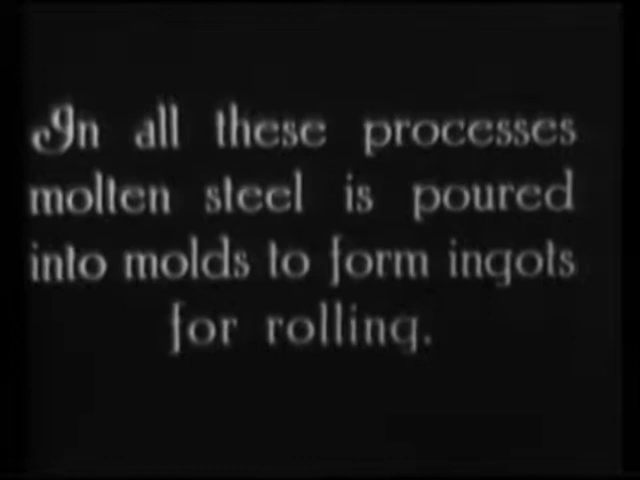 In all these processes
molten steel is poured
into molds to form ingots
for rolling.